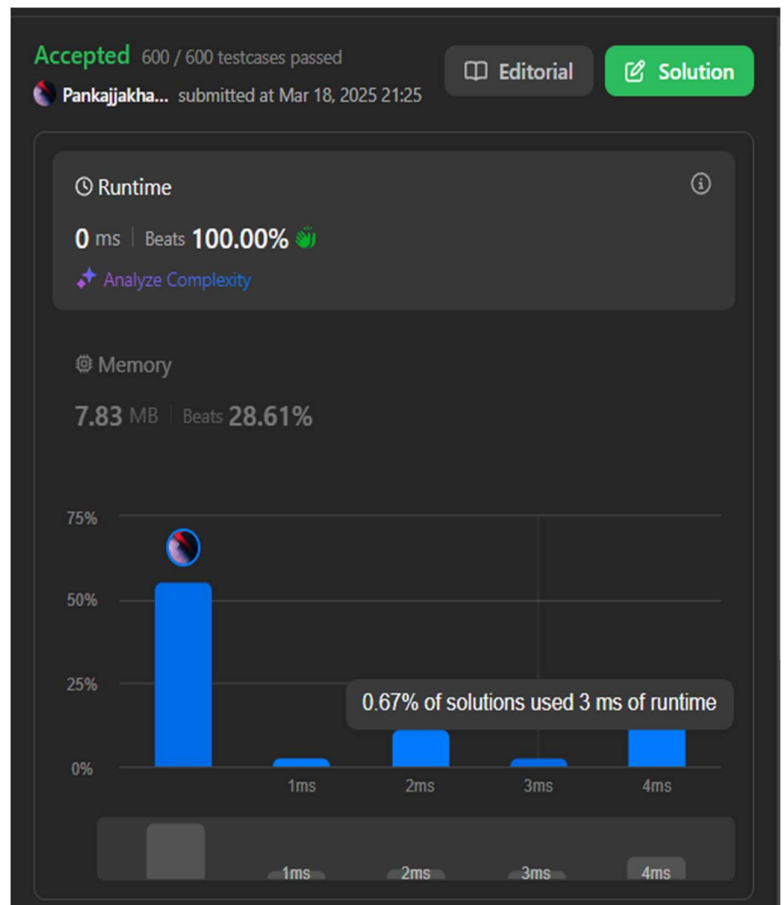 Accepted 600 / 600 testcases passed
Editorial
Solution
Pankajjakha... submitted at Mar 18, 2025 21:25
Runtime
0 ms | Beats 100.00%
Analyze Complexity
Memory
7.83 MB | Beats 28.61%
75%
50%
25%
0.67% of solutions used 3 ms of runtime
0%
1ms 2ms 3ms 4ms
1ms 2ms 3ms 4ms